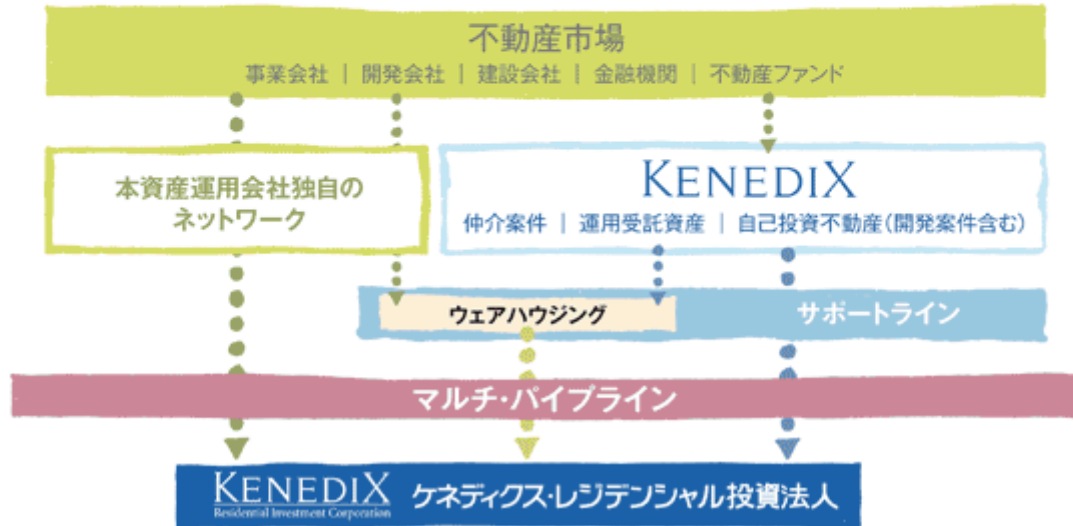 不動産市場
事業会社 | 開発会社 | 建設会社 | 金融機関 | 不動産ファンド
本資産運用会社独自の
ネットワーク
KENEDIX
仲介案件 | 運用受託資産 | 自己投資不動産(開発案件含む)
ウェアハウジング
サポートライン
マルチ・パイプライン
KENEDIX
Residential Investment Corporation
ケネディクス・レジデンシャル投資法人